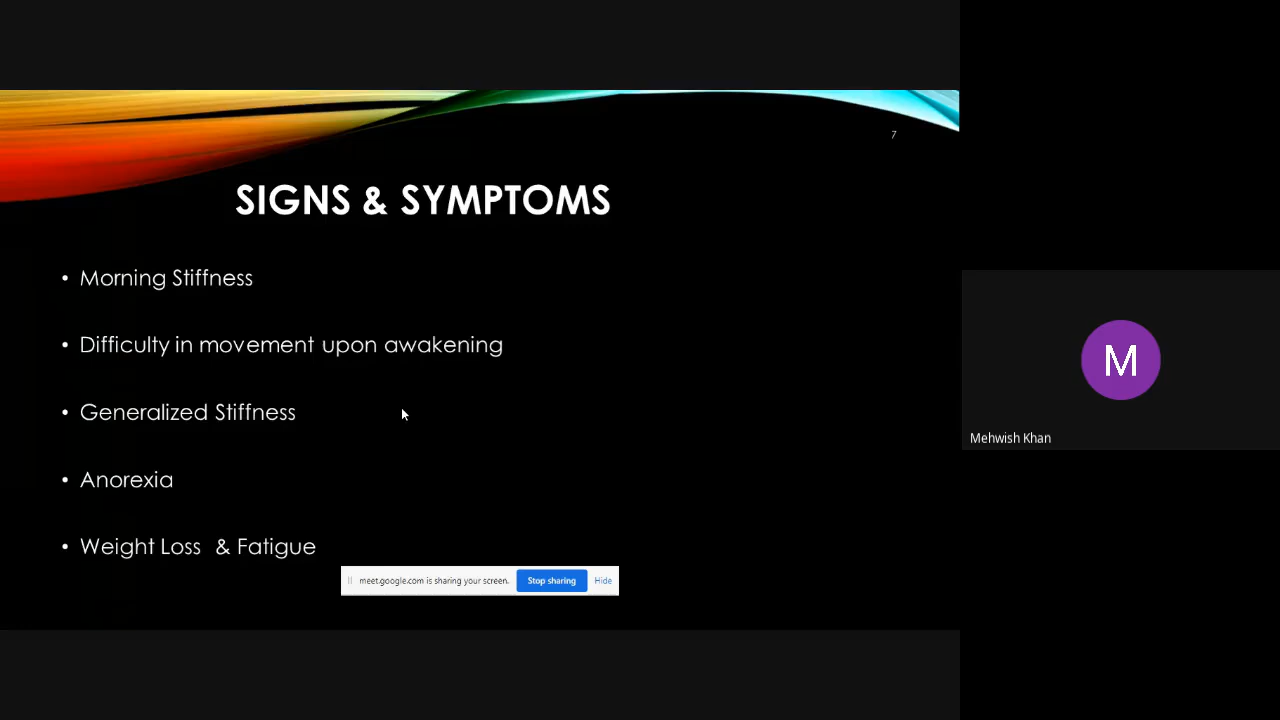 7
SIGNS & SYMPTOMS
• Morning Stiffness
• Difficulty in movement upon awakening
• Generalized Stiffness
• Anorexia
• Weight Loss & Fatigue
meet.google.com is sharing your screen. Stop sharing Hide
M
Mehwish Khan